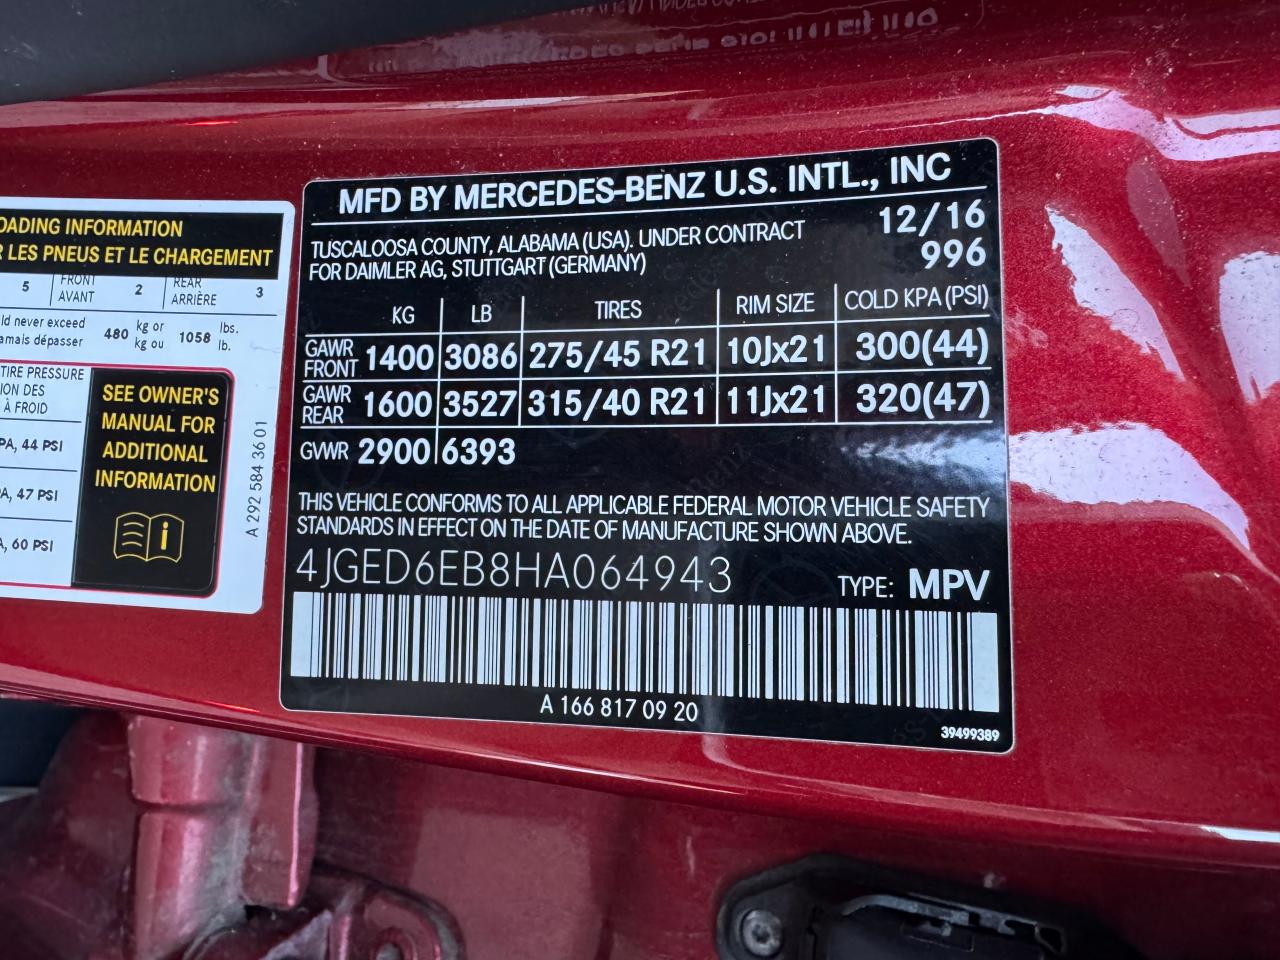 OADING INFORMATION
R LES PNEUS ET LE CHARGEMENT
5 FRONT AVANT 2 REAR ARRIÈRE 3
ld never exceed
amais dépasser 480 kg or kg ou 1058 lbs. lb.
TIRE PRESSURE
ION DES
À FROID
PA, 44 PSI
A, 47 PSI
A, 60 PSI
SEE OWNER'S
MANUAL FOR
ADDITIONAL
INFORMATION
i
A 292 584 36 01
MFD BY MERCEDES-BENZ U.S. INTL., INC
TUSCALOOSA COUNTY, ALABAMA (USA). UNDER CONTRACT
FOR DAIMLER AG, STUTTGART (GERMANY)
12/16
996
KG LB TIRES RIM SIZE COLD KPA (PSI)
GAWR FRONT 1400 3086 275/45 R21 10Jx21 300(44)
GAWR REAR 1600 3527 315/40 R21 11Jx21 320(47)
GVWR 2900 6393
THIS VEHICLE CONFORMS TO ALL APPLICABLE FEDERAL MOTOR VEHICLE SAFETY
STANDARDS IN EFFECT ON THE DATE OF MANUFACTURE SHOWN ABOVE.
4JGED6EB8HA064943 TYPE: MPV
A 166 817 09 20
39499389